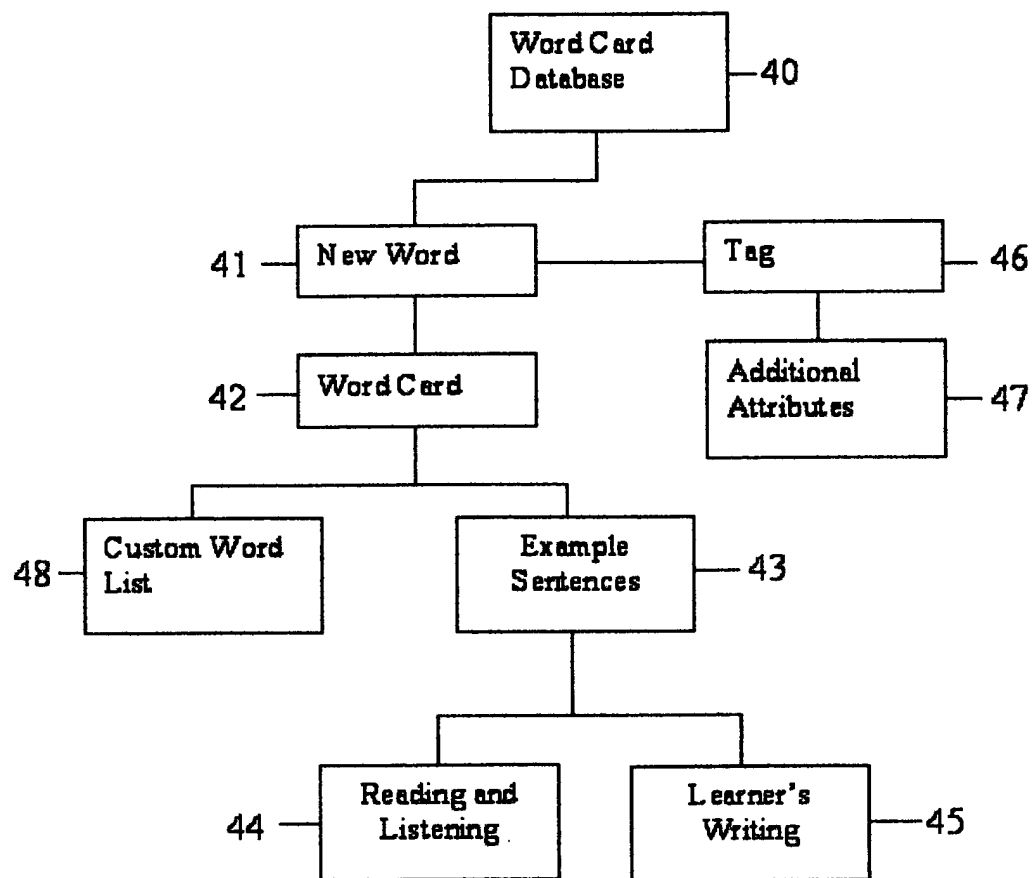 Word Card
Database
40
41
New Word
Tag
46
42
Word Card
Additional
Attributes
47
48
Custom Word
List
Example
Sentences
43
44
Reading and
Listening
Learner's
Writing
45